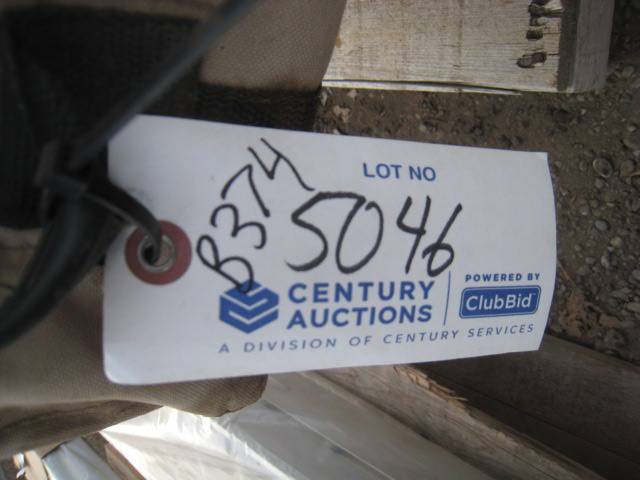 LOT NO
B374
5046
CENTURY
AUCTIONS
POWERED BY
ClubBid
A DIVISION OF CENTURY SERVICES